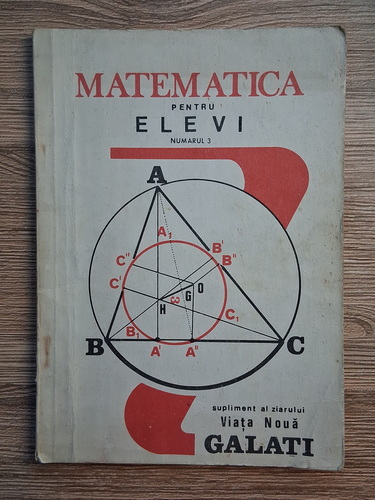 MATEMATICA
PENTRU
ELEVI
NUMARUL 3
A
A₁
B'
C"
B"
C'
O
G
ω
H
C₁
B₁
B
A'
A"
C
supliment al ziarului
Viața Nouă
GALATI